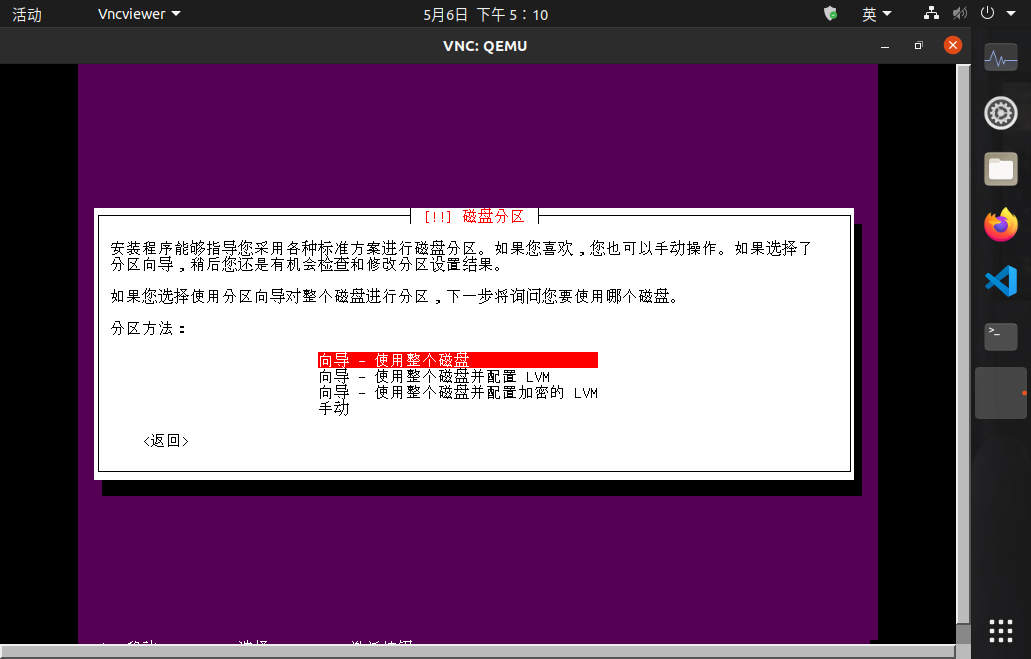 活动 Vncviewer 5月6日 下午 5：10 英
VNC: QEMU
[!!] 磁盘分区
安装程序能够指导您采用各种标准方案进行磁盘分区。如果您喜欢，您也可以手动操作。如果选择了
分区向导，稍后您还是有机会检查和修改分区设置结果。
如果您选择使用分区向导对整个磁盘进行分区，下一步将询问您要使用哪个磁盘。
分区方法：
向导 - 使用整个磁盘
向导 - 使用整个磁盘并配置 LVM
向导 - 使用整个磁盘并配置加密的 LVM
手动
<返回>